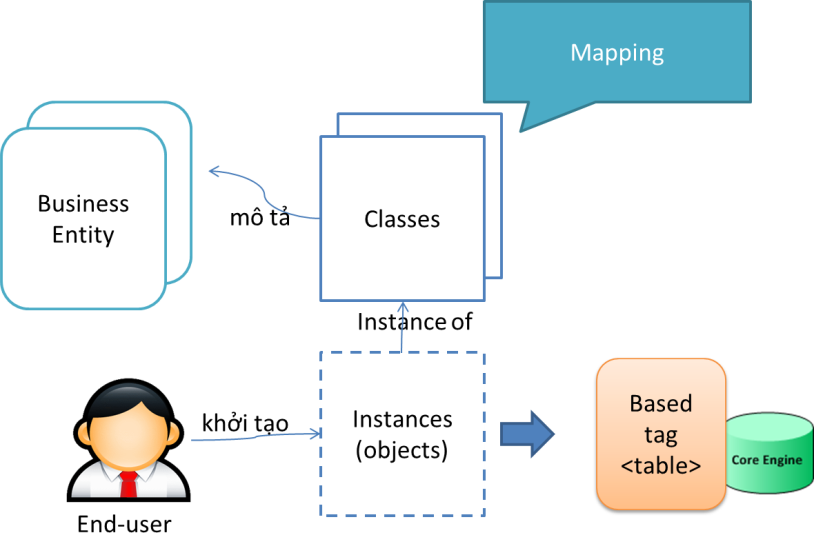 Mapping
Business
Entity
mô tả
Classes
Instance of
khởi tạo
Instances
(objects)
Based
tag
<table>
Core Engine
End-user